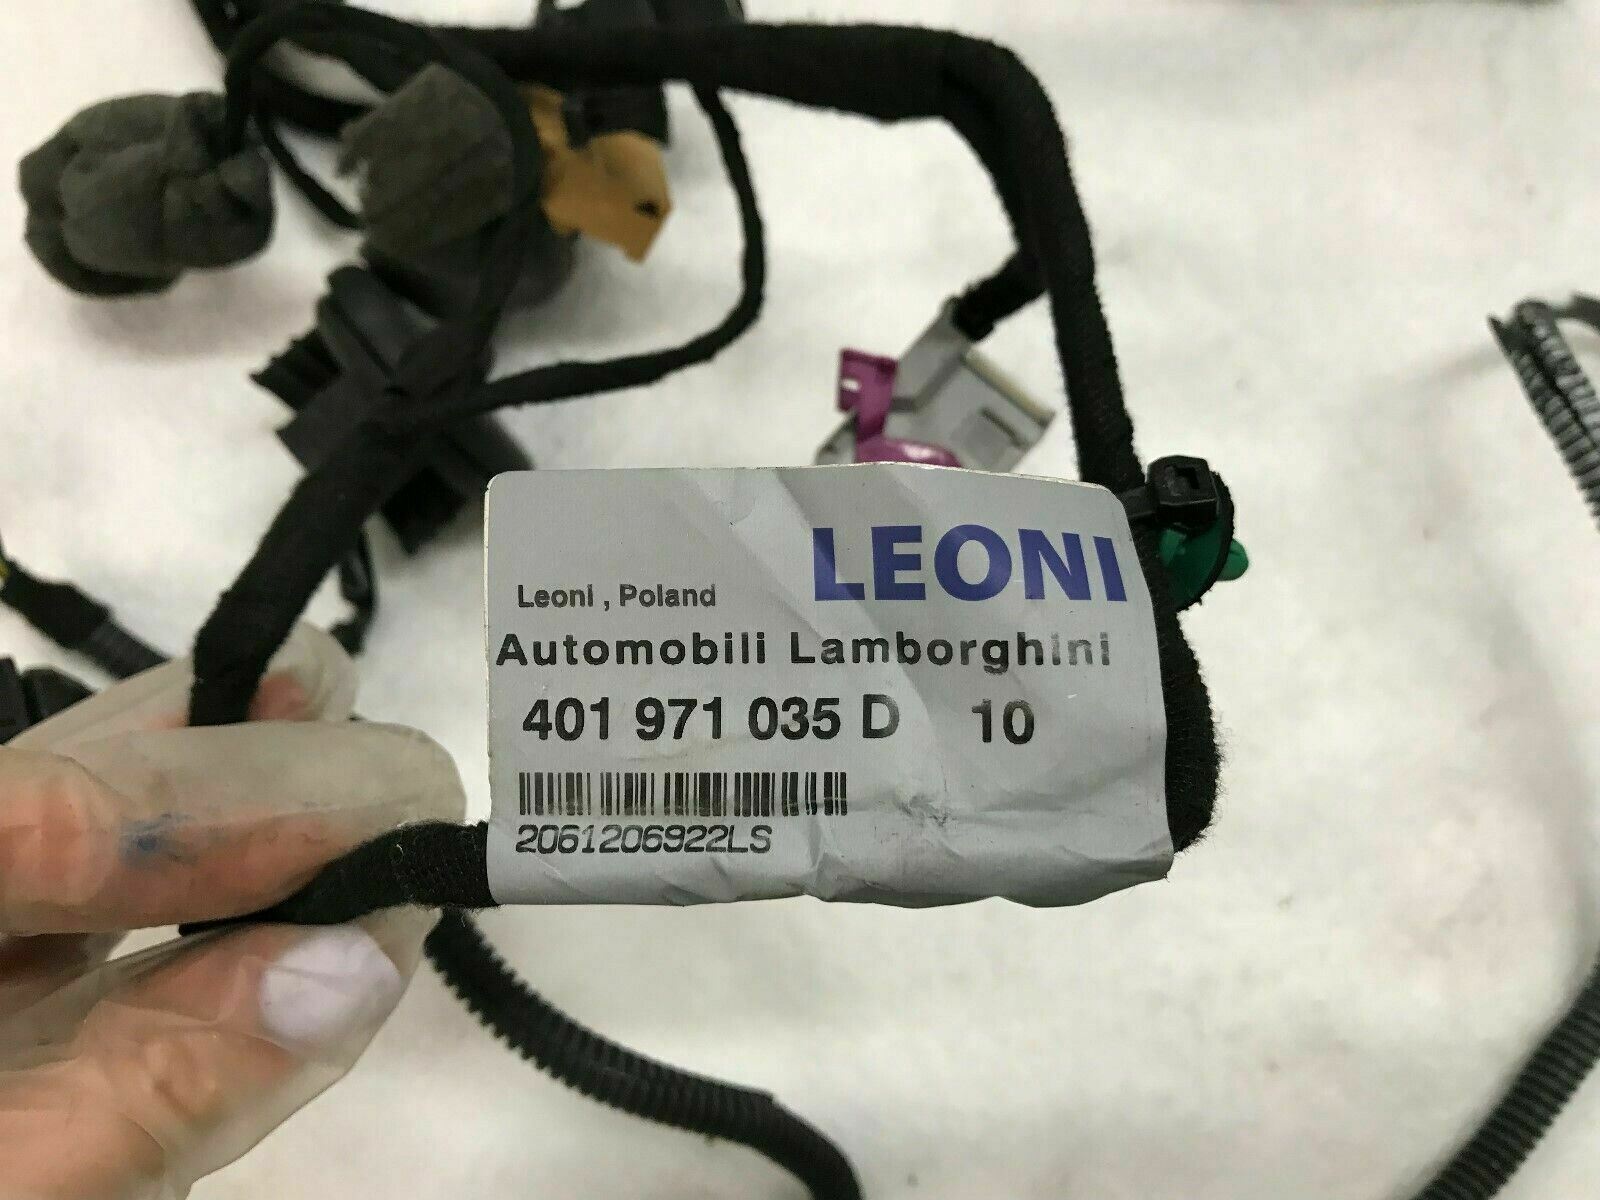 LEONI
Leoni , Poland
Automobili Lamborghini
401 971 035 D 10
2061206922LS